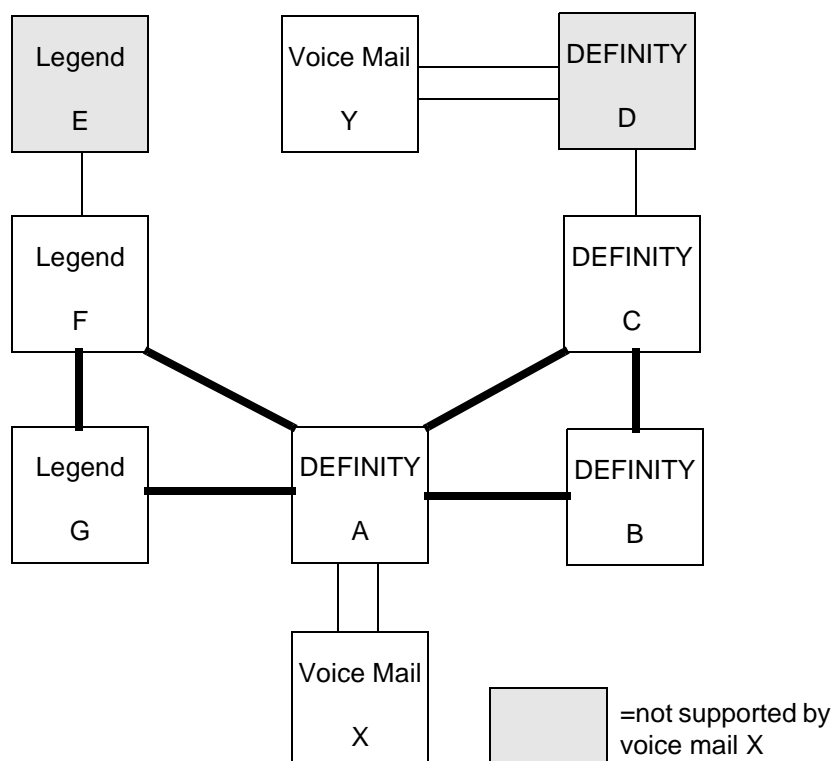 Legend
E
Voice Mail
Y
DEFINITY
D
Legend
F
DEFINITY
C
Legend
G
DEFINITY
A
DEFINITY
B
Voice Mail
X
=not supported by
voice mail X